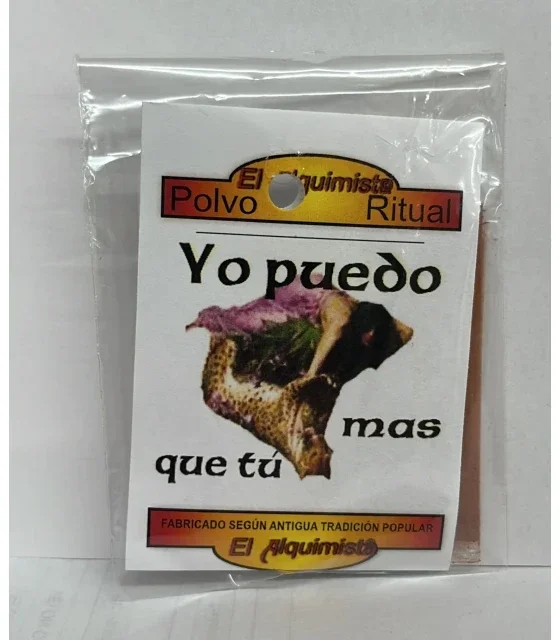 El Alquimista
Polvo Ritual
Yo puedo
mas
que tú
FABRICADO SEGÚN ANTIGUA TRADICIÓN POPULAR
El Alquimista